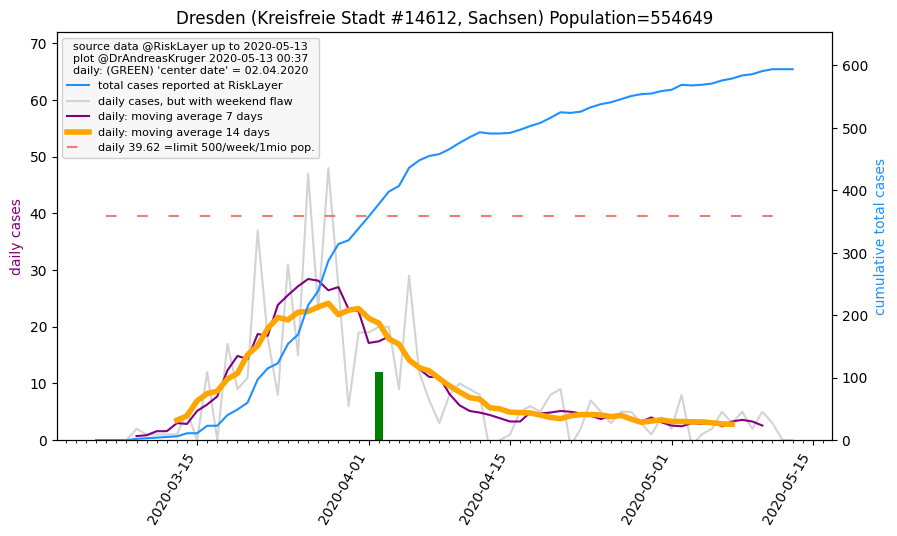 Dresden (Kreisfreie Stadt #14612, Sachsen) Population=554649
source data @RiskLayer up to 2020-05-13
plot @DrAndreasKruger 2020-05-13 00:37
daily: (GREEN) 'center date' = 02.04.2020
total cases reported at RiskLayer
daily cases, but with weekend flaw
daily: moving average 7 days
daily: moving average 14 days
daily 39.62 =limit 500/week/1mio pop.
daily cases
70
60
50
40
30
20
10
0
cumulative total cases
600
500
400
300
200
100
0
2020-03-15
2020-04-01
2020-04-15
2020-05-01
2020-05-15